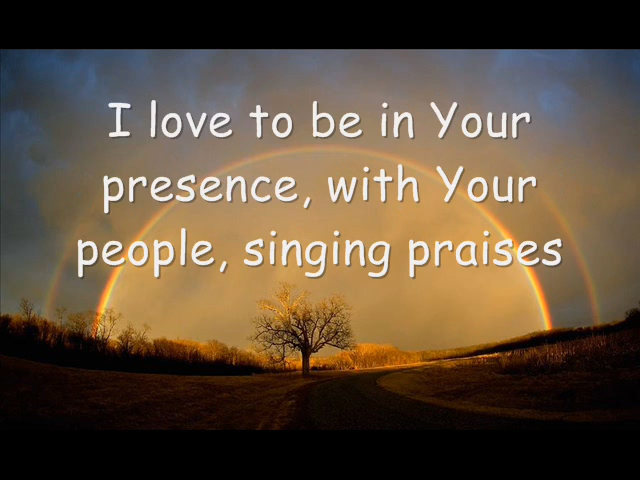 I love to be in Your
presence, with Your
people, singing praises